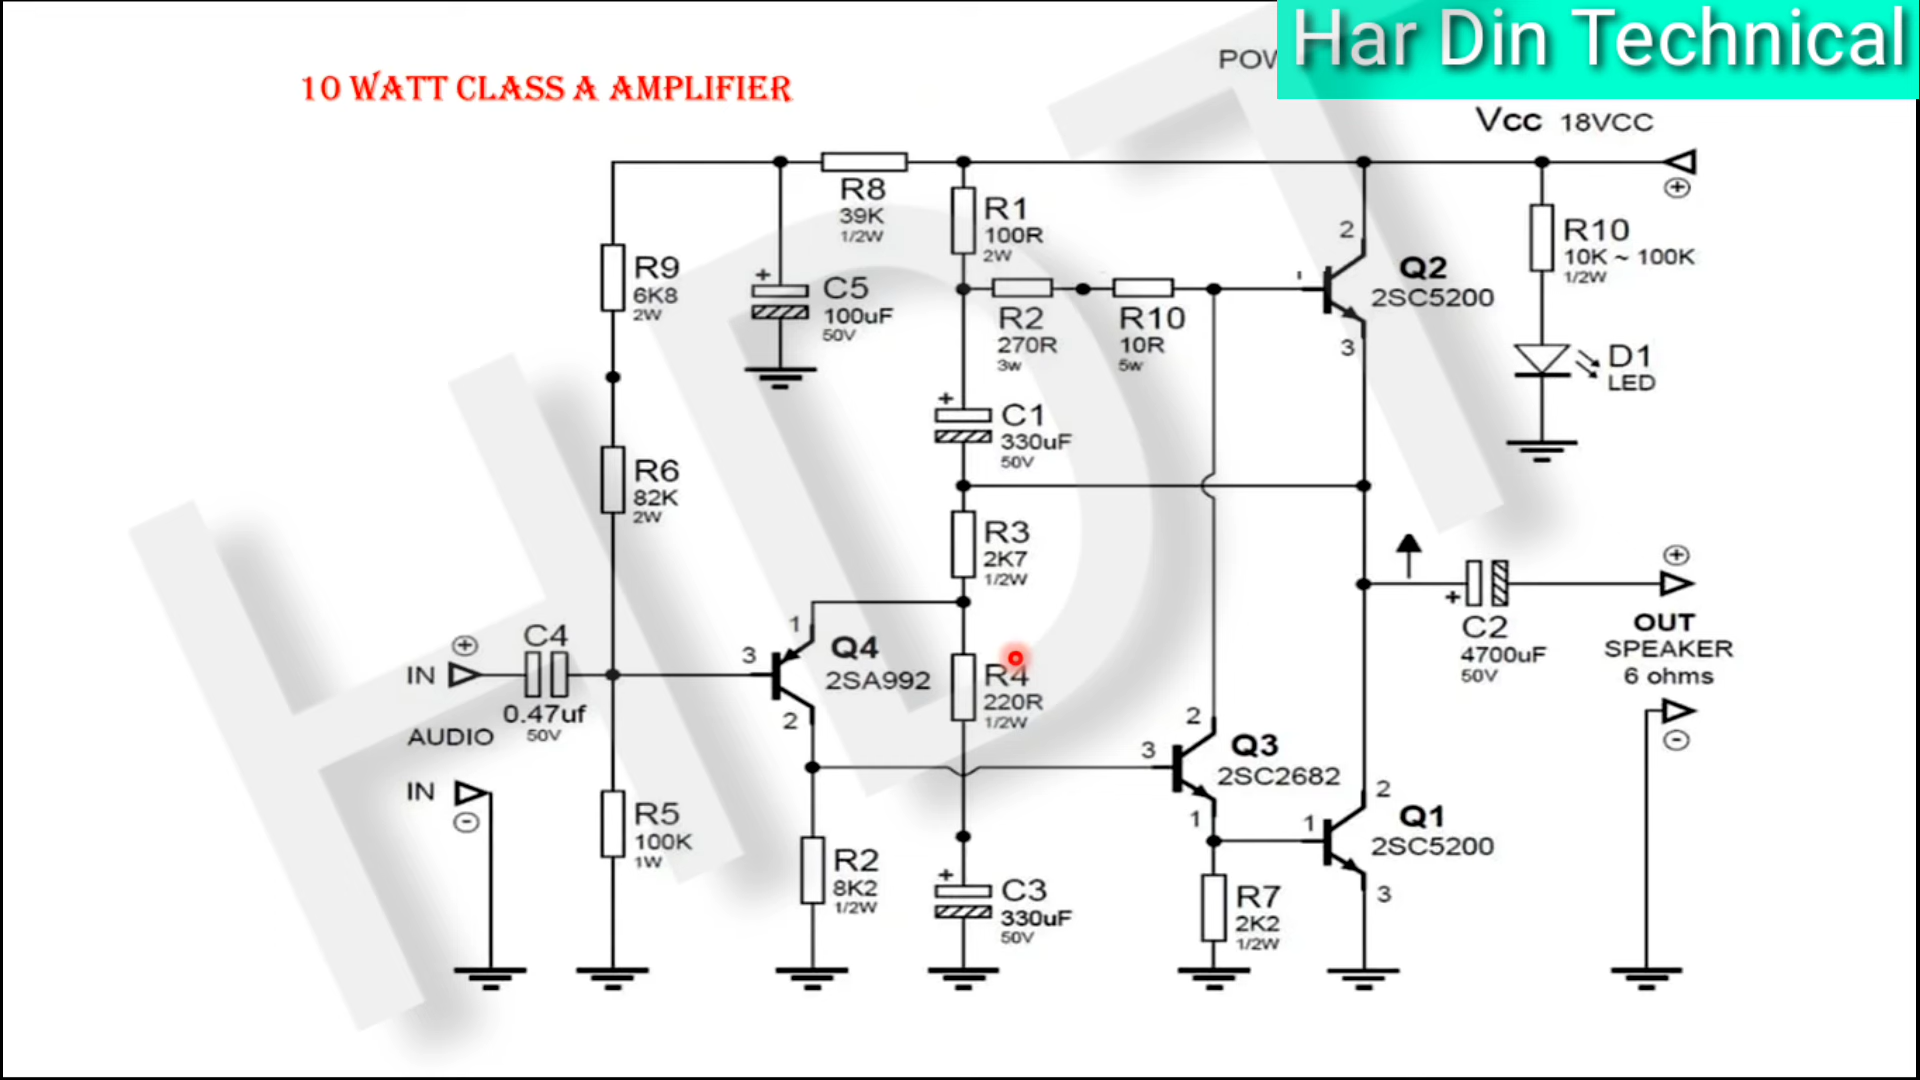 Har Din Technical
POW
10 WATT CLASS A AMPLIFIER
Vcc 18VCC
R8
39K
1/2W
R1
100R
2W
R9
6K8
2W
+
C5
100uF
50V
R2
270R
3w
R10
10R
5w
1
2
3
Q2
2SC5200
R10
10K ~ 100K
1/2W
D1
LED
+
C1
330uF
50V
R6
82K
2W
R3
2K7
1/2W
IN
+
C4
0.47uf
50V
AUDIO
IN
-
1
3
2
Q4
2SA992
R4
220R
1/2W
+
C2
4700uF
50V
+
OUT
SPEAKER
6 ohms
-
2
3
1
Q3
2SC2682
2
1
3
Q1
2SC5200
R5
100K
1W
R2
8K2
1/2W
+
C3
330uF
50V
R7
2K2
1/2W
HDT